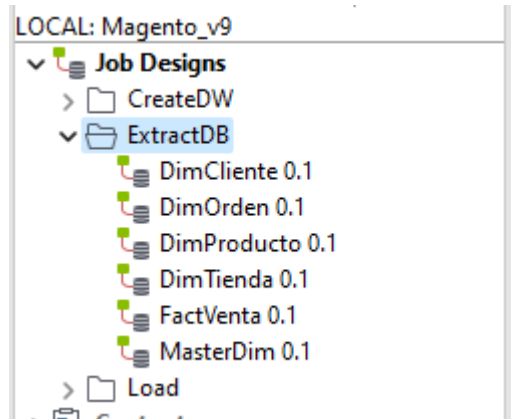 LOCAL: Magento_v9
Job Designs
CreateDW
ExtractDB
DimCliente 0.1
DimOrden 0.1
DimProducto 0.1
DimTienda 0.1
FactVenta 0.1
MasterDim 0.1
Load